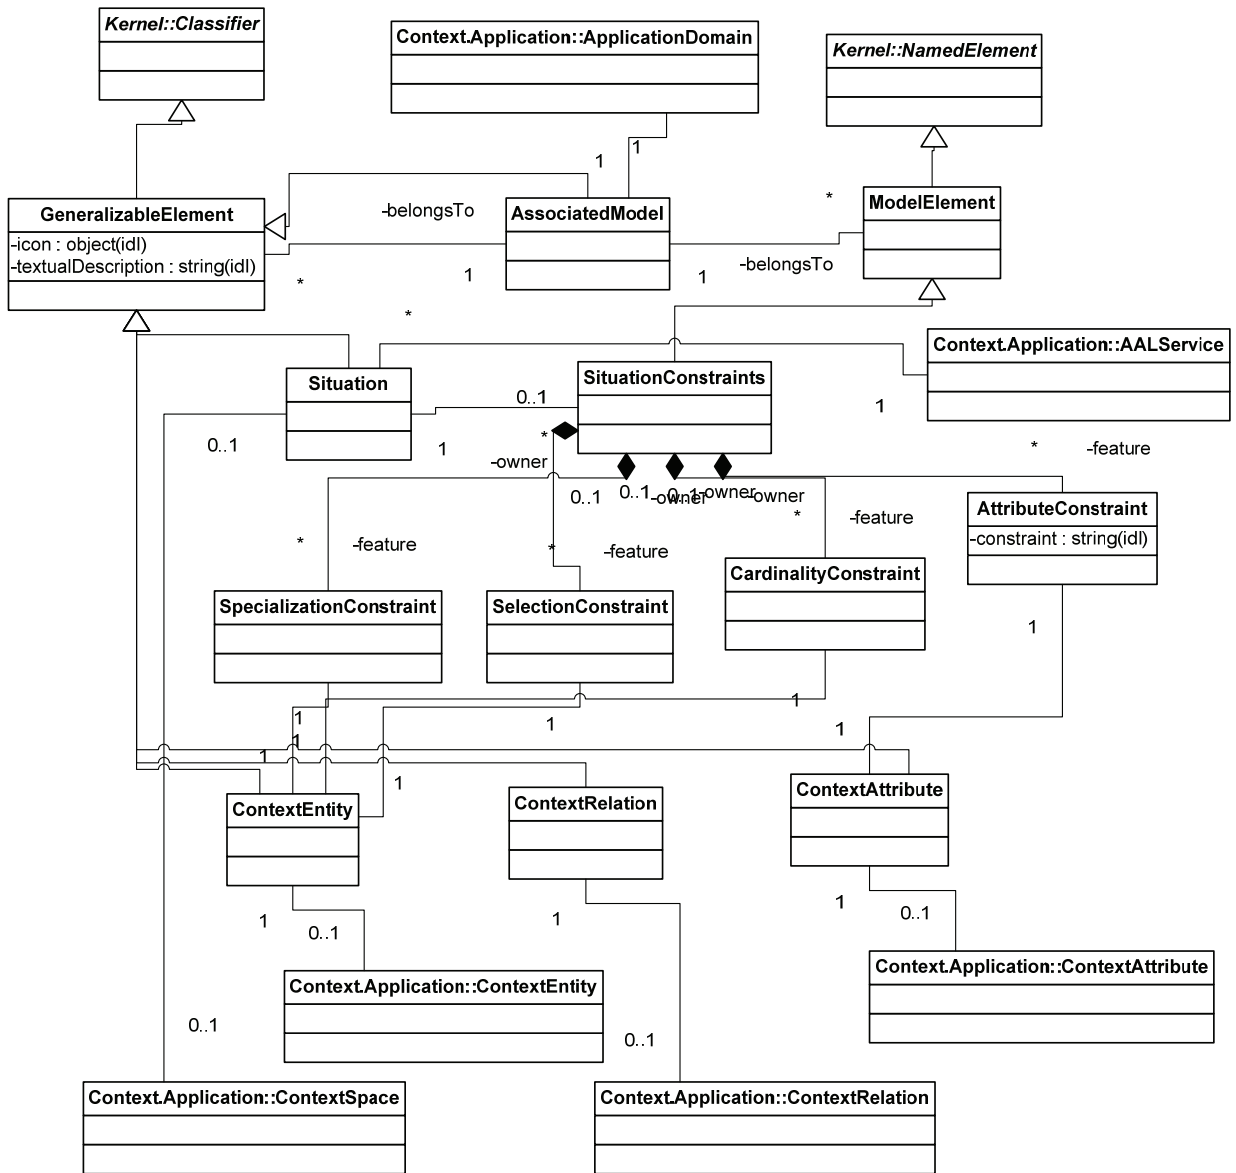 Kernel::Classifier
Context.Application::ApplicationDomain
Kernel::NamedElement
1
1
GeneralizableElement
-icon : object(idl)
-textualDescription : string(idl)
-belongsTo
AssociatedModel
*
ModelElement
*
1
1
-belongsTo
*
Context.Application::AALService
Situation
SituationConstraints
0..1
1
0..1
1
*
-owner
*
-feature
0..1
0..1
-owner
0..1
-owner
-owner
*
-feature
AttributeConstraint
-constraint : string(idl)
*
-feature
*
-feature
CardinalityConstraint
SpecializationConstraint
SelectionConstraint
1
1
1
1
1
1
1
1
ContextEntity
ContextRelation
ContextAttribute
1
0..1
1
1
0..1
Context.Application::ContextEntity
Context.Application::ContextAttribute
0..1
0..1
Context.Application::ContextSpace
Context.Application::ContextRelation